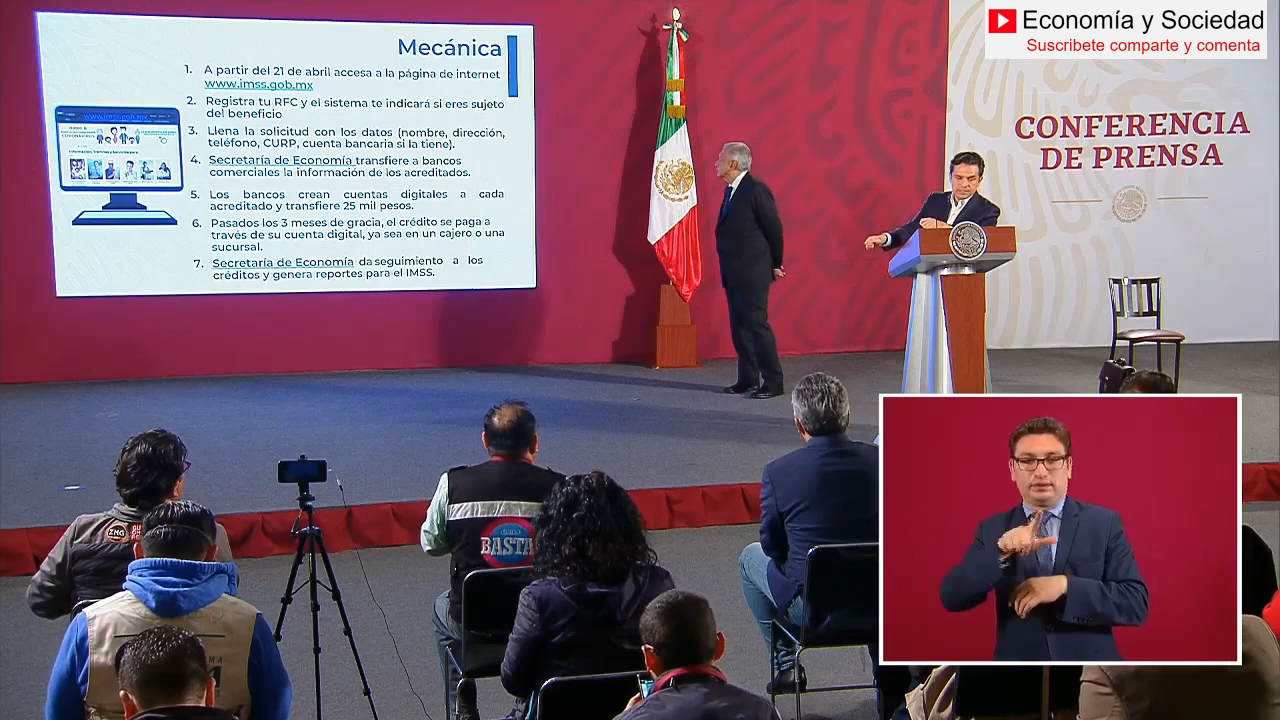 Economía y Sociedad
Suscribete comparte y comenta
Mecánica
1. A partir del 21 de abril accesa a la página de internet
www.imss.gob.mx
2. Registra tu RFC y el sistema te indicará si eres sujeto
del beneficio
3. Llena la solicitud con los datos (nombre, dirección,
teléfono, CURP, cuenta bancaria si la tiene).
4. Secretaría de Economía transfiere a bancos
comerciales la información de los acreditados.
5. Los bancos crean cuentas digitales a cada
acreditado y transfiere 25 mil pesos.
6. Pasados los 3 meses de gracia, el crédito se paga a
través de su cuenta digital, ya sea en un cajero o una
sucursal.
7. Secretaría de Economía da seguimiento a los
créditos y genera reportes para el IMSS.
www.imss.gob.mx
CONFERENCIA
DE PRENSA
ZMG
diario
BASTA